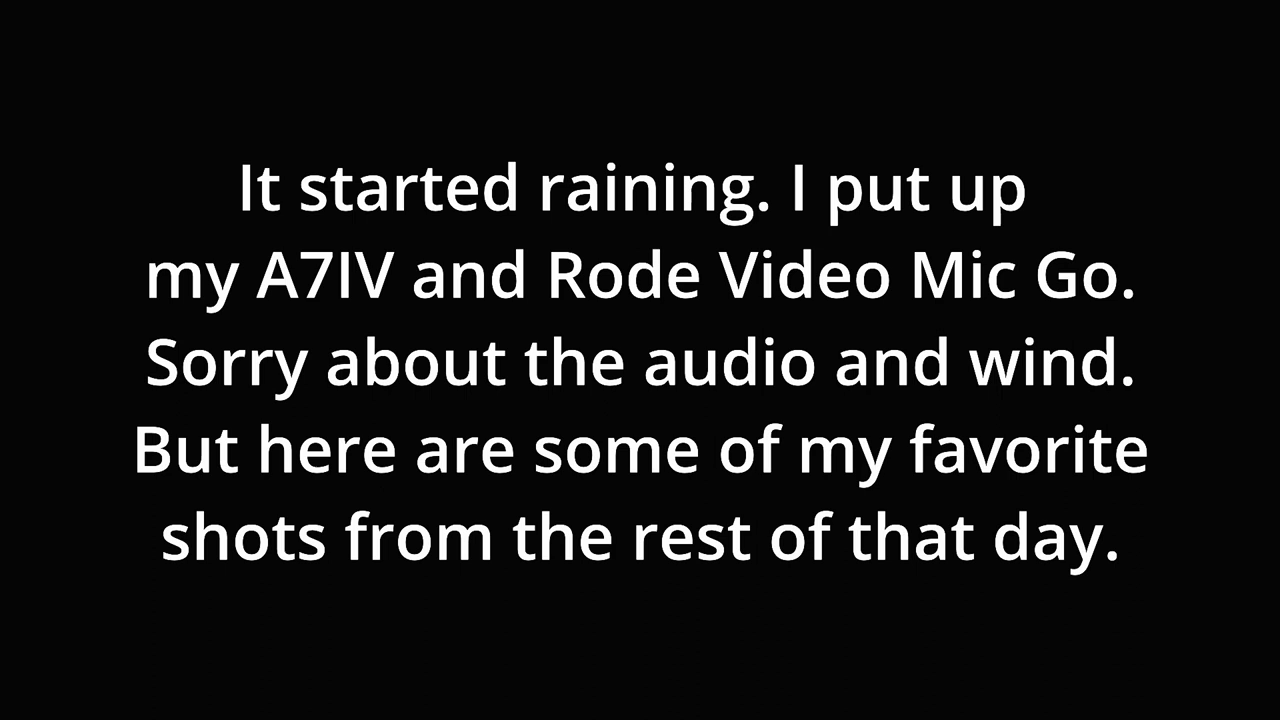 It started raining. I put up
my A7IV and Rode Video Mic Go.
Sorry about the audio and wind.
But here are some of my favorite
shots from the rest of that day.